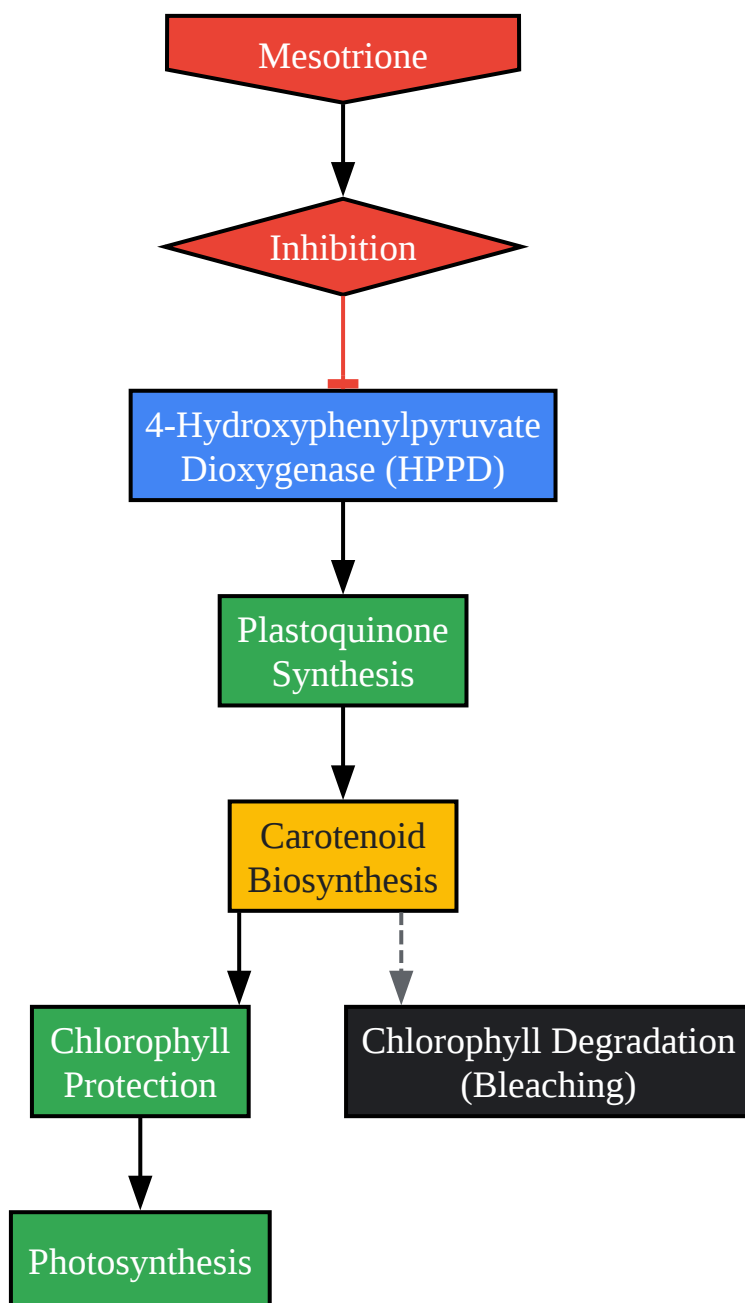 Mesotrione
Inhibition
4-Hydroxyphenylpyruvate
Dioxygenase (HPPD)
Plastoquinone
Synthesis
Carotenoid
Biosynthesis
Chlorophyll
Protection
Chlorophyll Degradation
(Bleaching)
Photosynthesis